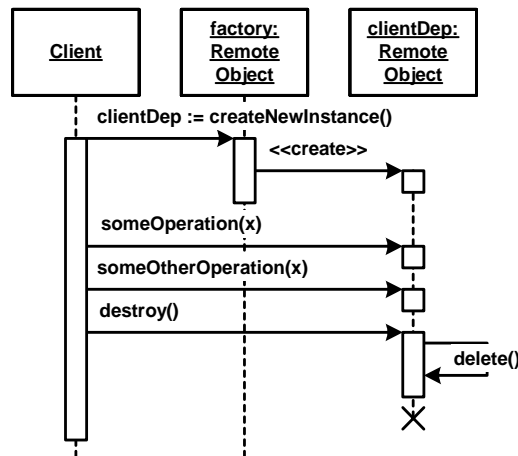 Client
factory:
Remote
Object
clientDep:
Remote
Object
clientDep := createNewInstance()
<<create>>
someOperation(x)
someOtherOperation(x)
destroy()
delete()